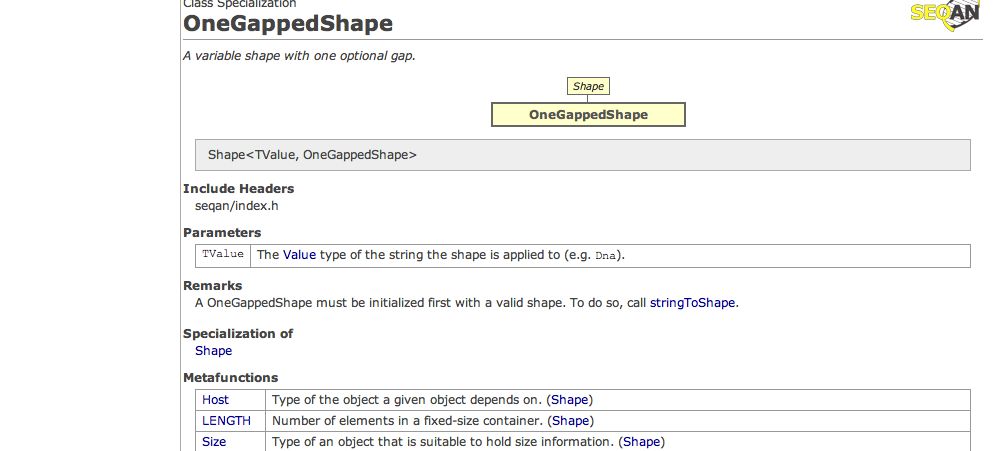 Class Specialization
SEQAN
OneGappedShape
A variable shape with one optional gap.
Shape
OneGappedShape
Shape<TValue, OneGappedShape>
Include Headers
seqan/index.h
Parameters
TValue The Value type of the string the shape is applied to (e.g. Dna).
Remarks
A OneGappedShape must be initialized first with a valid shape. To do so, call stringToShape.
Specialization of
Shape
Metafunctions
Host Type of the object a given object depends on. (Shape)
LENGTH Number of elements in a fixed-size container. (Shape)
Size Type of an object that is suitable to hold size information. (Shape)